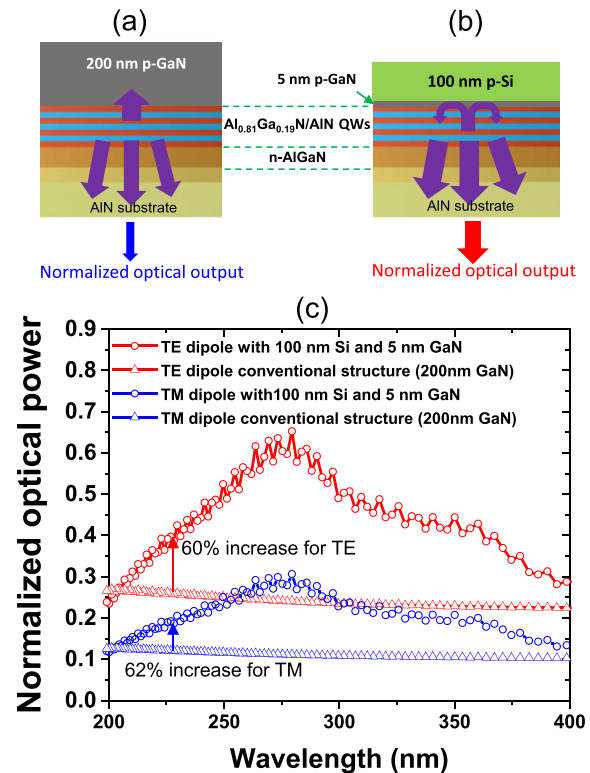 (a)
(b)
200 nm p-GaN
5 nm p-GaN
100 nm p-Si
Al0.81Ga0.19N/AlN QWs
n-AlGaN
AlN substrate
AlN substrate
Normalized optical output
Normalized optical output
(c)
Normalized optical power
0.9
0.8
0.7
0.6
0.5
0.4
0.3
0.2
0.1
0.0
TE dipole with 100 nm Si and 5 nm GaN
TE dipole conventional structure (200nm GaN)
TM dipole with100 nm Si and 5 nm GaN
TM dipole conventional structure (200nm GaN)
60% increase for TE
62% increase for TM
200
250
300
350
400
Wavelength (nm)